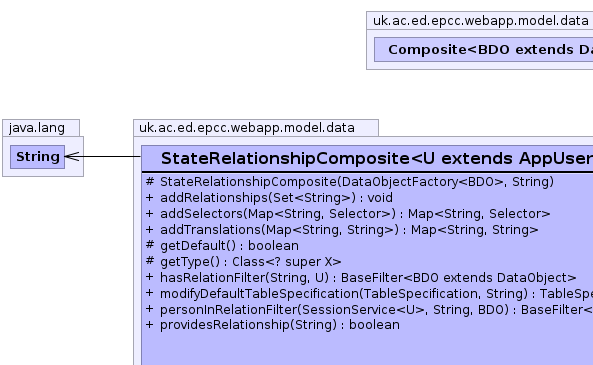 uk.ac.ed.epcc.webapp.model.data
Composite<BDO extends
java.lang
String
uk.ac.ed.epcc.webapp.model.data
StateRelationshipComposite<U extends AppUser
# StateRelationshipComposite(DataObjectFactory<BDO>, String)
+ addRelationships(Set<String>) : void
+ addSelectors(Map<String, Selector>) : Map<String, Selector>
+ addTranslations(Map<String, String>) : Map<String, String>
# getDefault() : boolean
# getType() : Class<? super X>
+ hasRelationFilter(String, U) : BaseFilter<BDO extends DataObject>
+ modifyDefaultTableSpecification(TableSpecification, String) : TableSpe
+ personInRelationFilter(SessionService<U>, String, BDO) : BaseFilter<
+ providesRelationship(String) : boolean